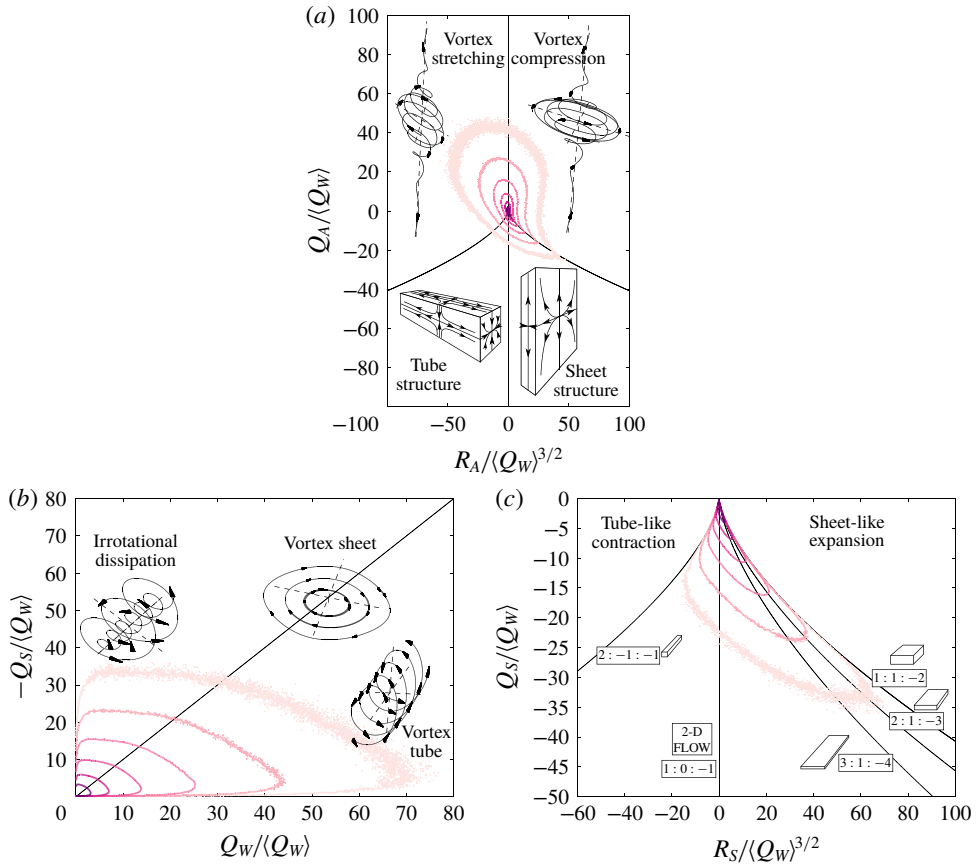 (a)
100
80
60
40
20
0
−20
−40
−60
−80
−100
−50
0
50
100
Q_A/⟨Q_W⟩
R_A/⟨Q_W⟩^{3/2}
Vortex
stretching
Vortex
compression
Tube
structure
Sheet
structure
(b)
80
70
60
50
40
30
20
10
0
0
10
20
30
40
50
60
70
80
−Q_S/⟨Q_W⟩
Q_W/⟨Q_W⟩
Irrotational
dissipation
Vortex sheet
Vortex
tube
(c)
0
−5
−10
−15
−20
−25
−30
−35
−40
−45
−50
−60
−40
−20
0
20
40
60
80
100
Q_S/⟨Q_W⟩
R_S/⟨Q_W⟩^{3/2}
Tube-like
contraction
Sheet-like
expansion
2 : −1 : −1
1 : 1 : −2
2 : 1 : −3
3 : 1 : −4
2-D
FLOW
1 : 0 : −1